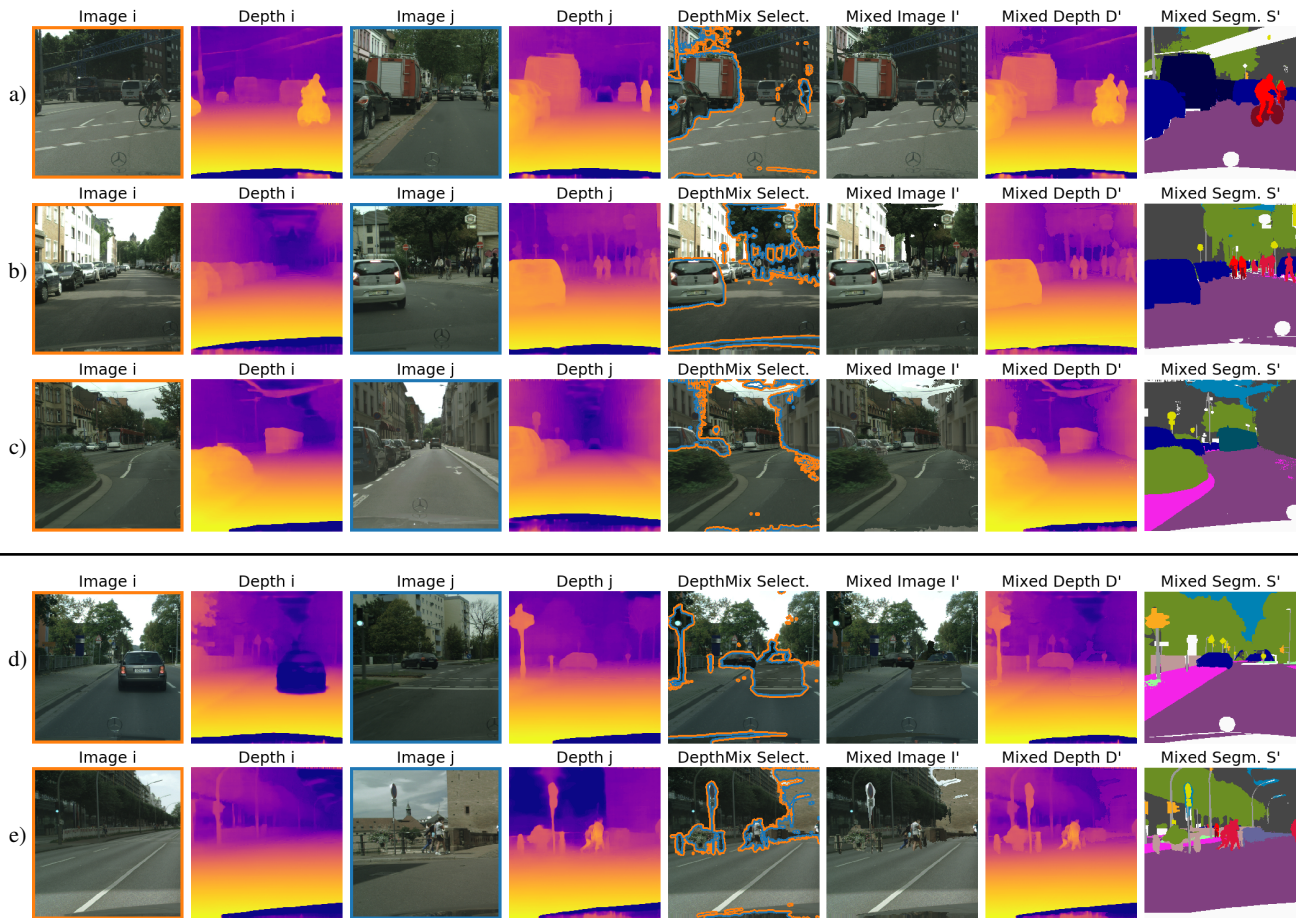 Image i Depth i Image j Depth j DepthMix Select. Mixed Image I' Mixed Depth D' Mixed Segm. S'
a)
Image i Depth i Image j Depth j DepthMix Select. Mixed Image I' Mixed Depth D' Mixed Segm. S'
b)
Image i Depth i Image j Depth j DepthMix Select. Mixed Image I' Mixed Depth D' Mixed Segm. S'
c)
Image i Depth i Image j Depth j DepthMix Select. Mixed Image I' Mixed Depth D' Mixed Segm. S'
d)
Image i Depth i Image j Depth j DepthMix Select. Mixed Image I' Mixed Depth D' Mixed Segm. S'
e)